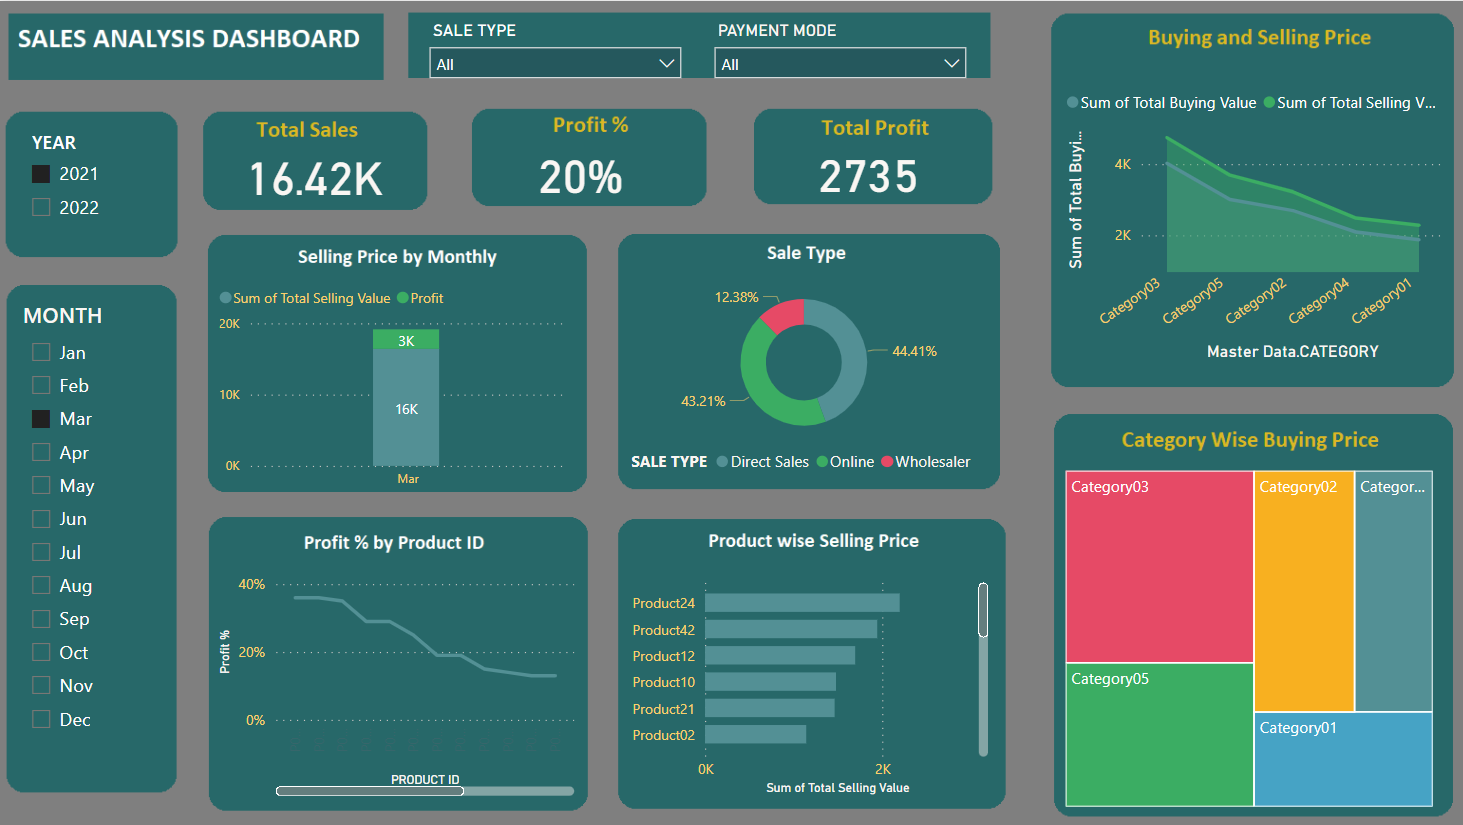 SALES ANALYSIS DASHBOARD
SALE TYPE
All
PAYMENT MODE
All
YEAR
2021
2022
Total Sales
16.42K
Profit %
20%
Total Profit
2735
MONTH
Jan
Feb
Mar
Apr
May
Jun
Jul
Aug
Sep
Oct
Nov
Dec
Selling Price by Monthly
Sum of Total Selling Value Profit
20K
10K
0K
3K
16K
Mar
Sale Type
12.38%
44.41%
43.21%
SALE TYPE Direct Sales Online Wholesaler
Profit % by Product ID
Profit %
40%
20%
0%
PRODUCT ID
Product wise Selling Price
Product24
Product42
Product12
Product10
Product21
Product02
0K 2K
Sum of Total Selling Value
Buying and Selling Price
Sum of Total Buying Value Sum of Total Selling V...
Sum of Total Buyi...
4K
2K
Category03 Category05 Category02 Category04 Category01
Master Data.CATEGORY
Category Wise Buying Price
Category03
Category02
Categor...
Category05
Category01